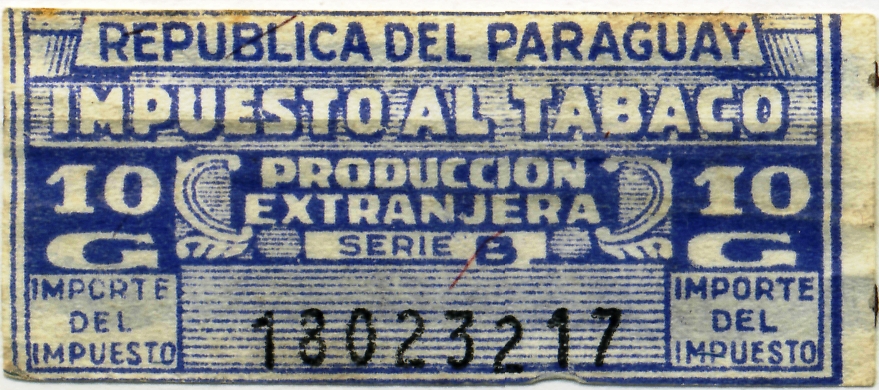 REPUBLICA DEL PARAGUAY
IMPUESTO AL TABACO
10 G
PRODUCCION
EXTRANJERA
SERIE B
10 G
IMPORTE
DEL
IMPUESTO
18023217
IMPORTE
DEL
IMPUESTO